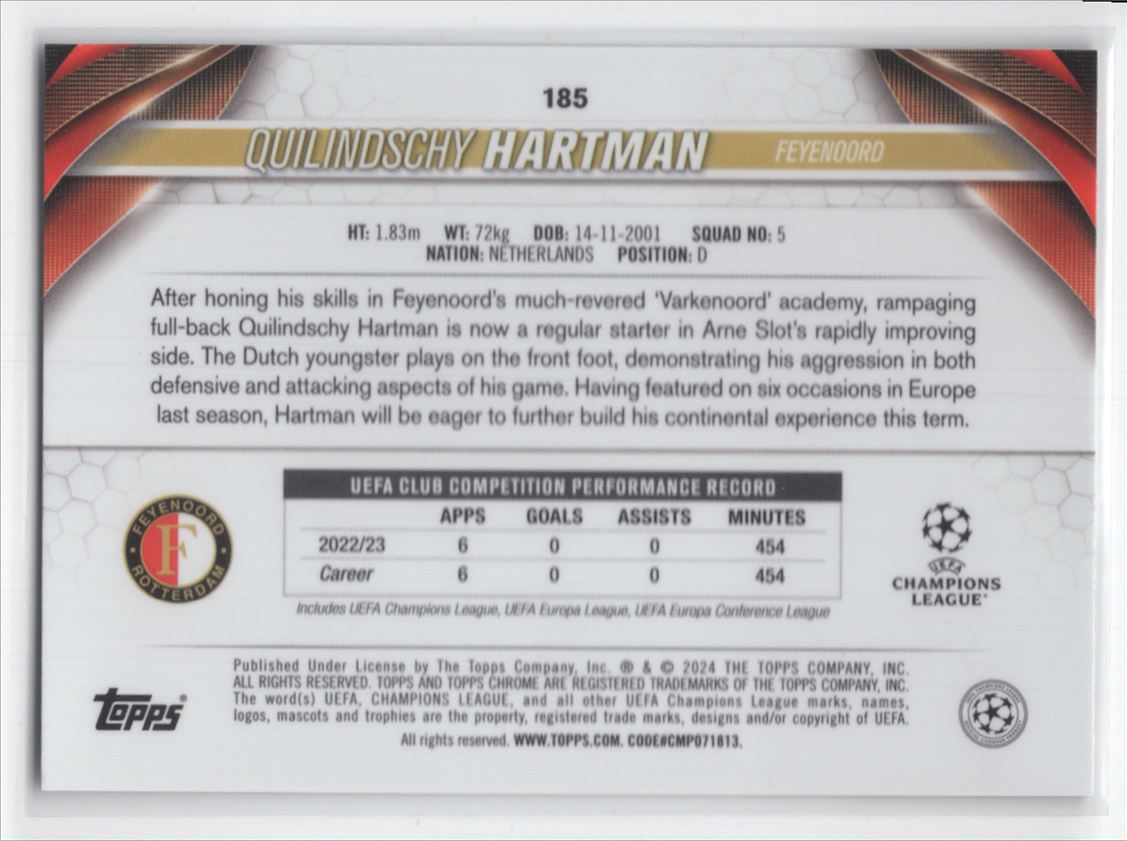 185
QUILINDSCHY HARTMAN FEYENOORD
HT: 1.83m WT: 72kg DOB: 14-11-2001 SQUAD NO: 5
NATION: NETHERLANDS POSITION: D
After honing his skills in Feyenoord's much-revered 'Varkenoord' academy, rampaging
full-back Quilindschy Hartman is now a regular starter in Arne Slot's rapidly improving
side. The Dutch youngster plays on the front foot, demonstrating his aggression in both
defensive and attacking aspects of his game. Having featured on six occasions in Europe
last season, Hartman will be eager to further build his continental experience this term.
FEYENOORD
F
ROTTERDAM
UEFA CLUB COMPETITION PERFORMANCE RECORD
APPS GOALS ASSISTS MINUTES
2022/23 6 0 0 454
Career 6 0 0 454
Includes UEFA Champions League, UEFA Europa League, UEFA Europa Conference League
UEFA
CHAMPIONS
LEAGUE
topps®
Published Under License by The Topps Company, Inc. ® & © 2024 THE TOPPS COMPANY, INC.
ALL RIGHTS RESERVED. TOPPS AND TOPPS CHROME ARE REGISTERED TRADEMARKS OF THE TOPPS COMPANY, INC.
The word(s) UEFA, CHAMPIONS LEAGUE, and all other UEFA Champions League marks, names,
logos, mascots and trophies are the property, registered trade marks, designs and/or copyright of UEFA.
All rights reserved. WWW.TOPPS.COM. CODE#CMP071813.